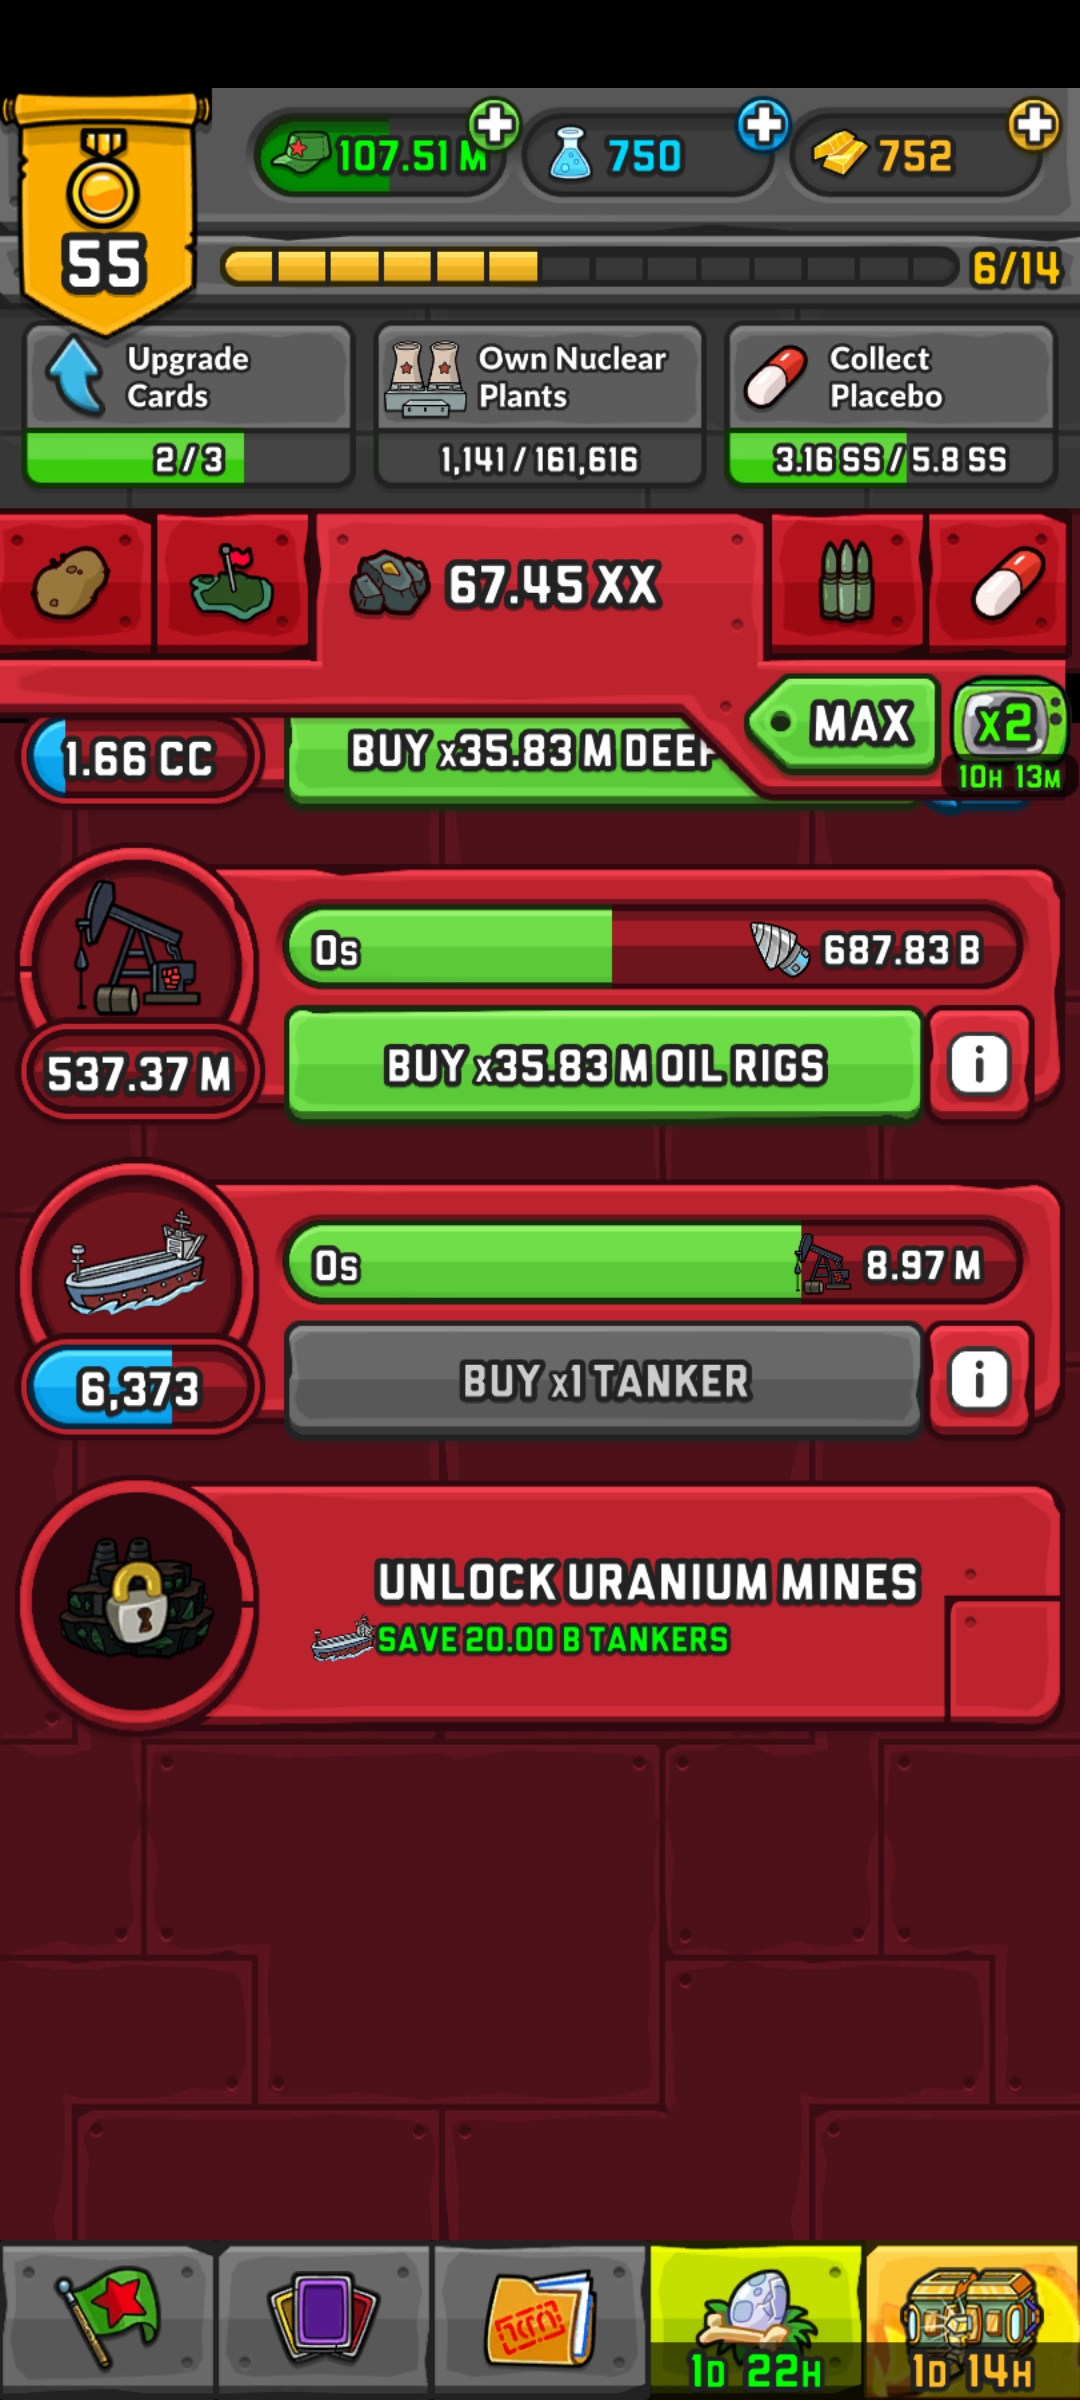 107.51 M
750
752
55
6/14
Upgrade
Cards
2/3
Own Nuclear
Plants
1,141/161,616
Collect
Placebo
3.16 SS/5.8 SS
67.45 XX
MAX
x2
10H 13M
1.66 CC
BUY x35.83 M DEEP
0s
687.83 B
537.37 M
BUY x35.83 M OIL RIGS
i
0s
8.97 M
6,373
BUY x1 TANKER
i
UNLOCK URANIUM MINES
SAVE 20.00 B TANKERS
1D 22H
1D 14H